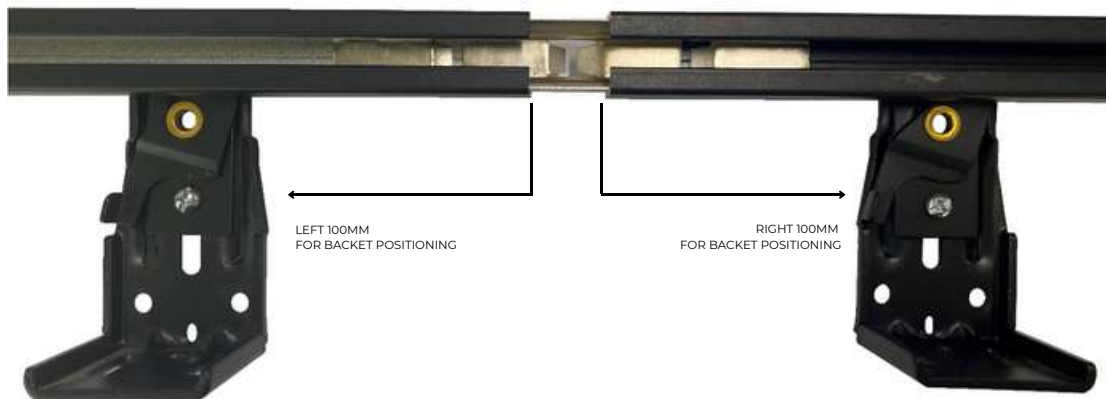 LEFT 100MM
FOR BACKET POSITIONING
RIGHT 100MM
FOR BACKET POSITIONING